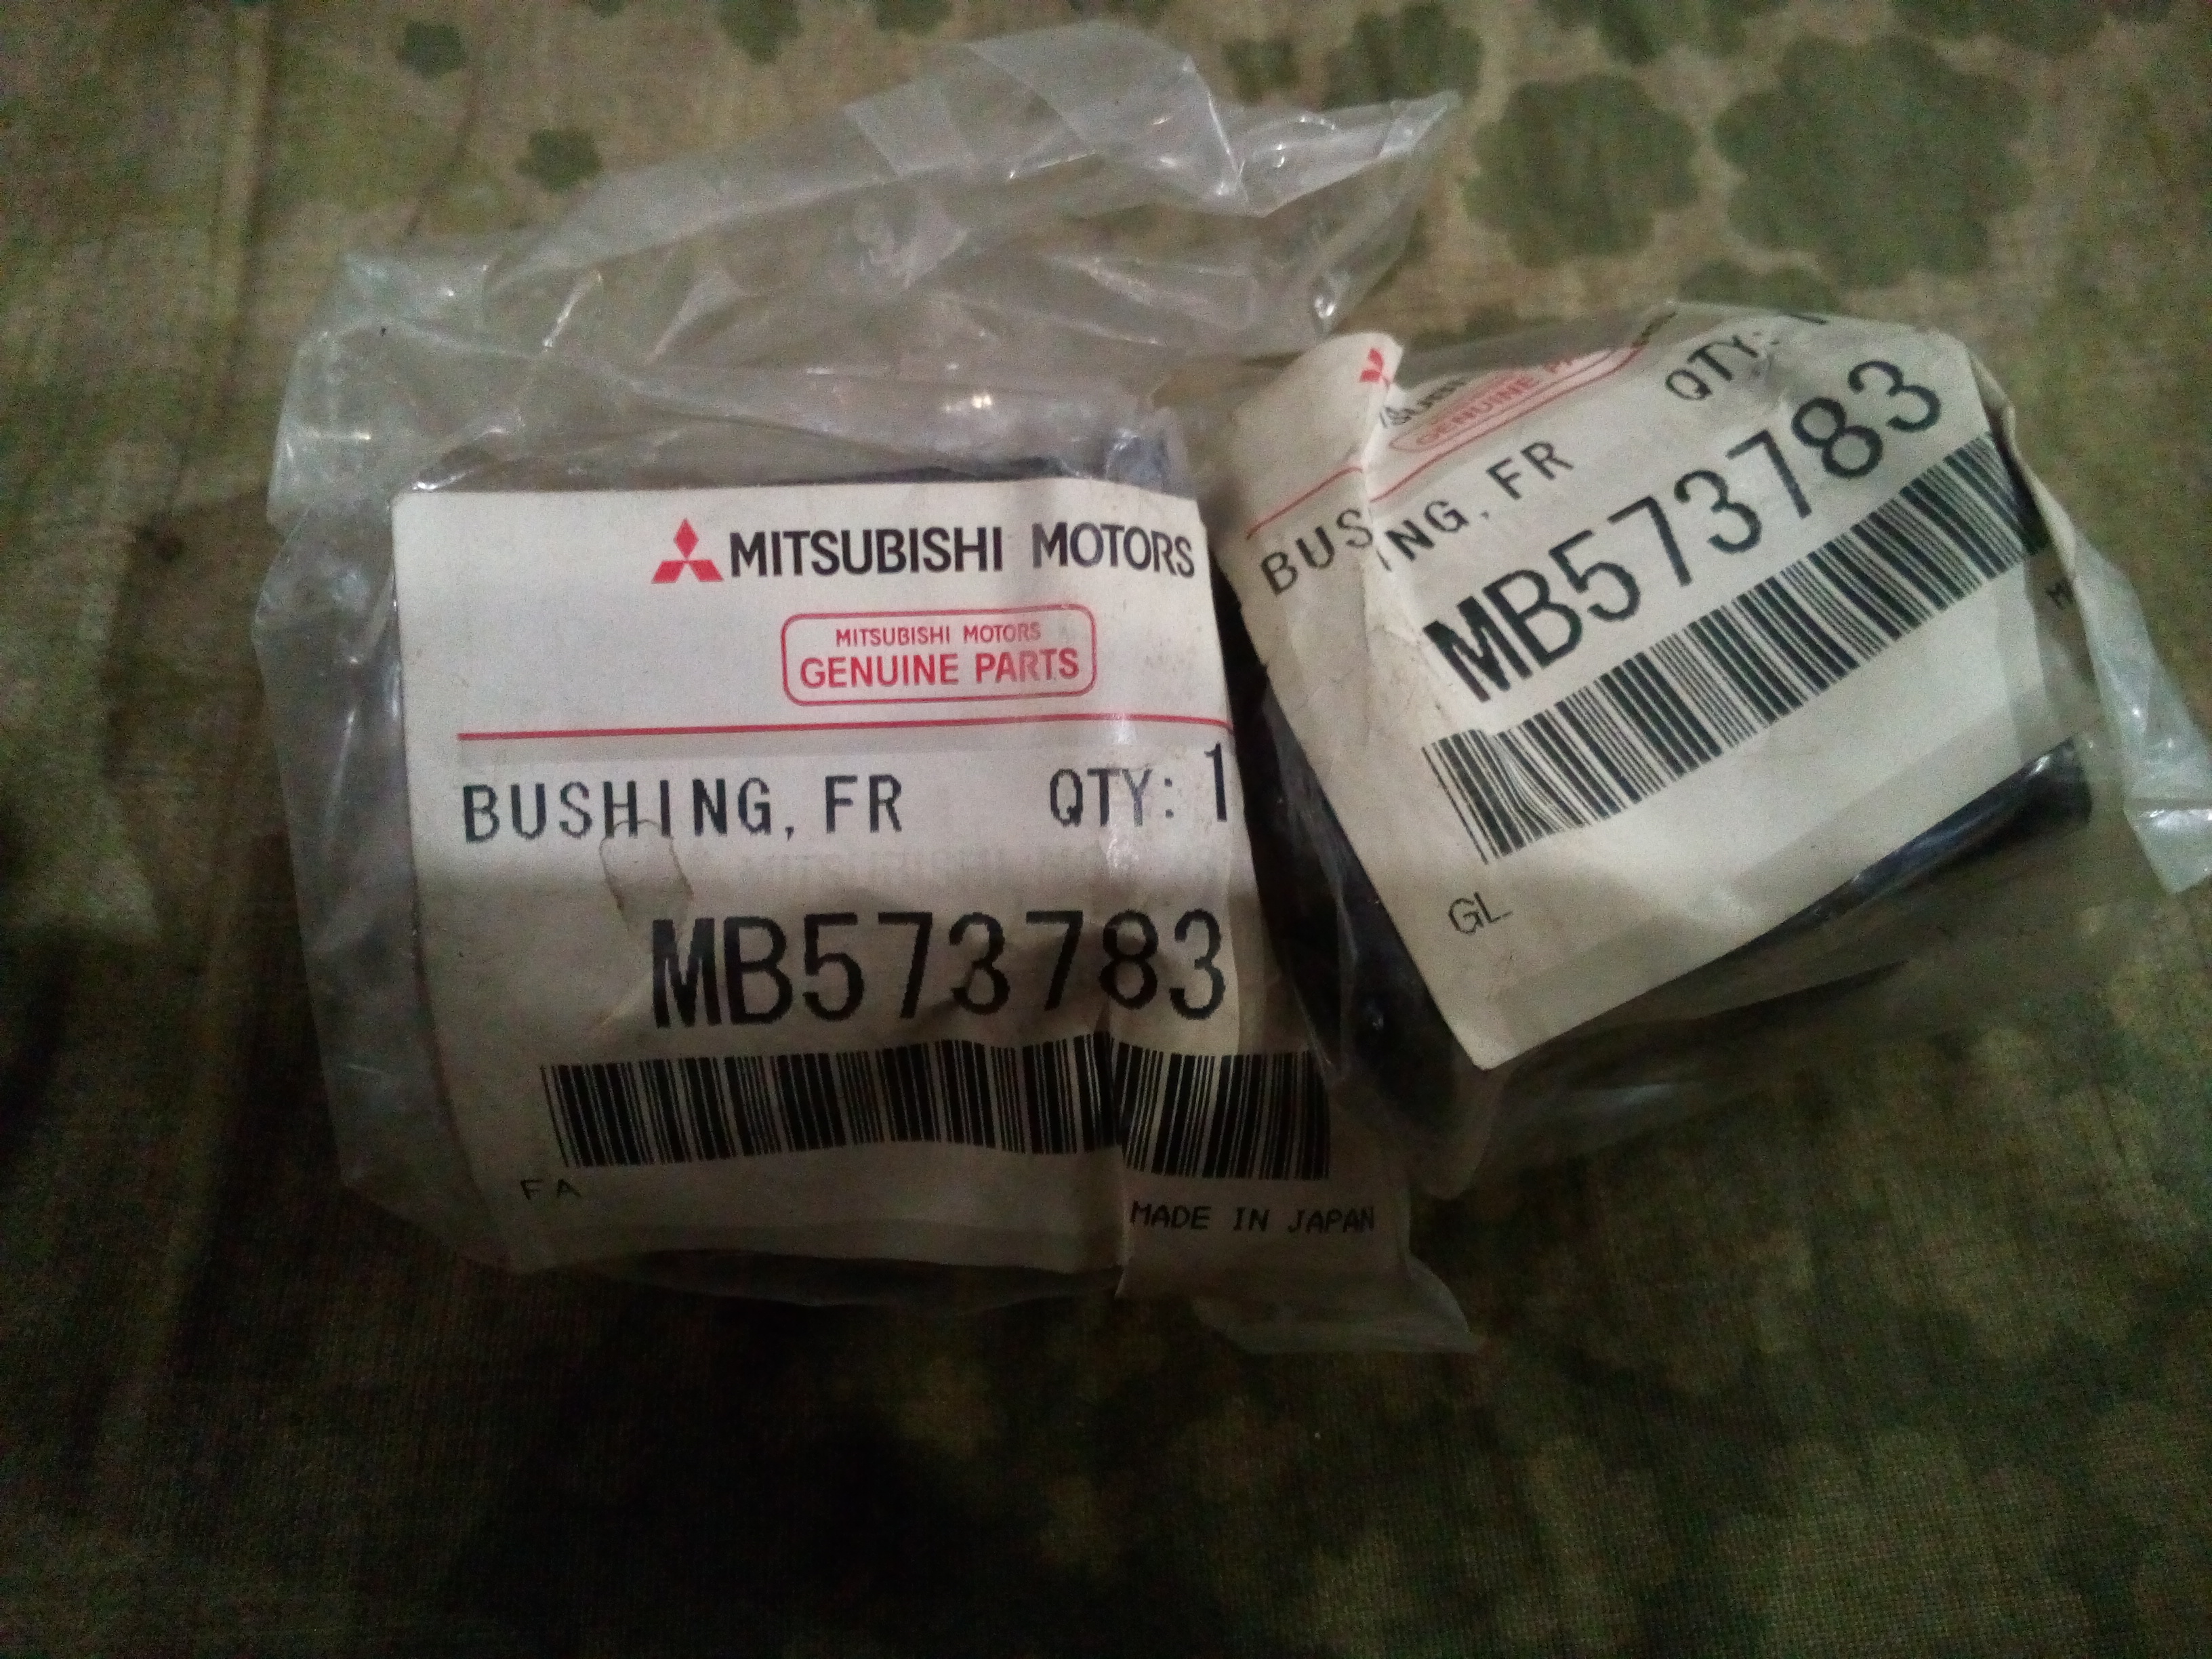 MITSUBISHI MOTORS
MITSUBISHI MOTORS
GENUINE PARTS
BUSHING, FR QTY: 1
MB573783
FA
MADE IN JAPAN
GENUINE
QTY:
BUSHING, FR
MB573783
GL